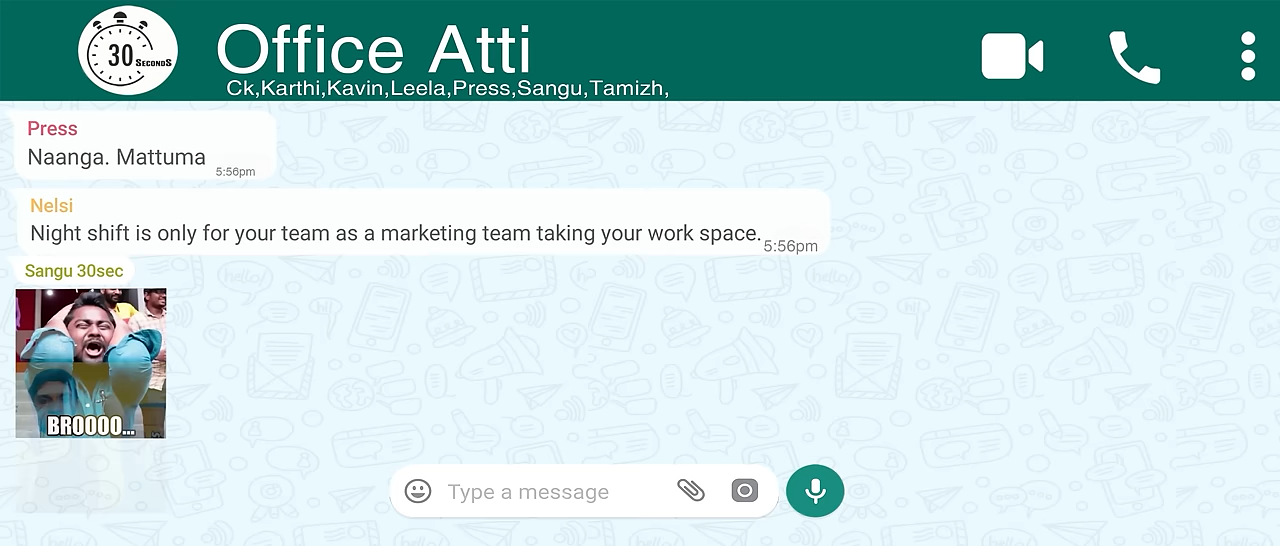 30 SECONDS
Office Atti
Ck,Karthi,Kavin,Leela,Press,Sangu,Tamizh,
Press
Naanga. Mattuma
5:56pm
Nelsi
Night shift is only for your team as a marketing team taking your work space.
5:56pm
Sangu 30sec
BROOOO...
Type a message